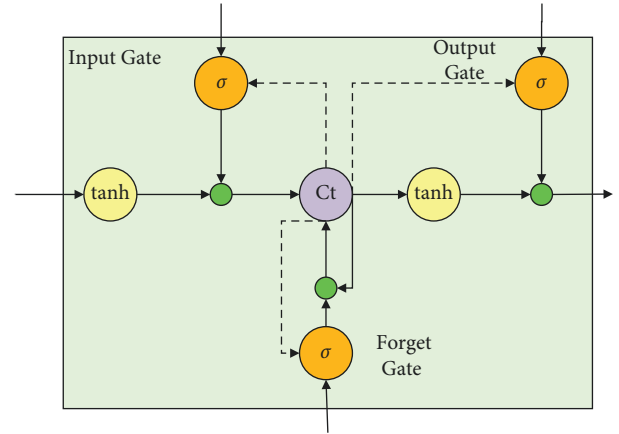 Input Gate
Output
Gate
σ
σ
tanh
Ct
tanh
σ
Forget
Gate